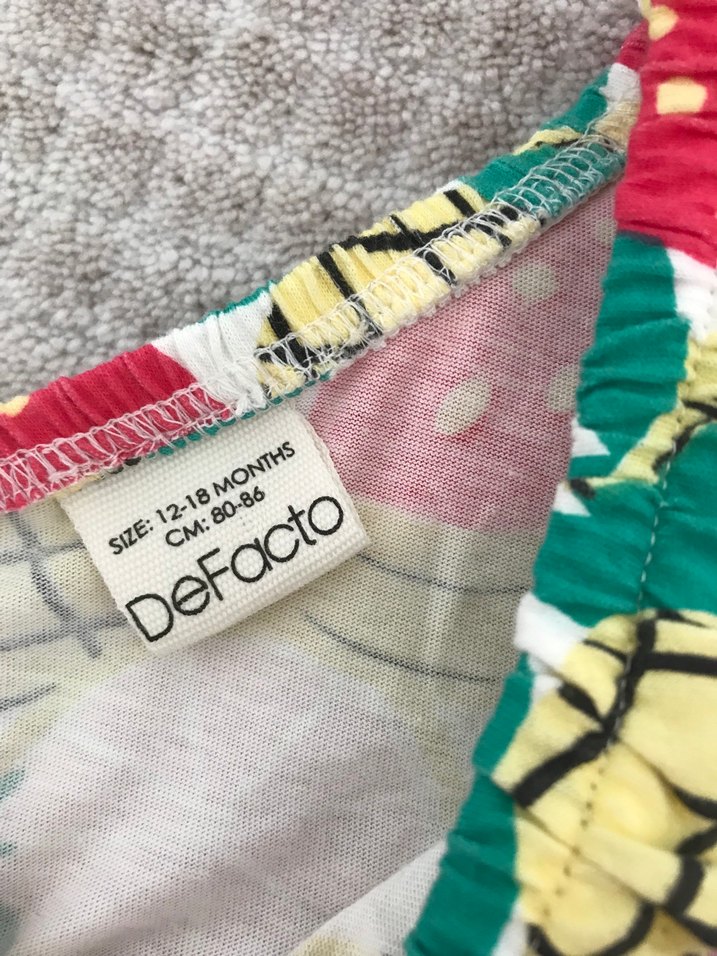 SIZE: 12-18 MONTHS
CM: 80-86
DeFacto